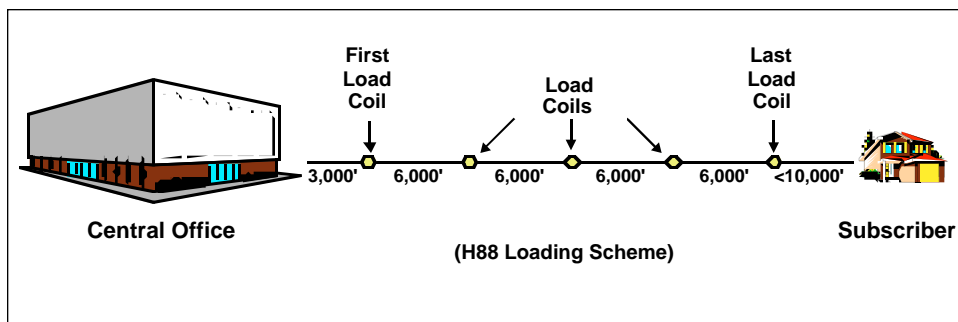 First
Load
Coil
Load
Coils
Last
Load
Coil
3,000' 6,000' 6,000' 6,000' 6,000' <10,000'
Central Office
Subscriber
(H88 Loading Scheme)